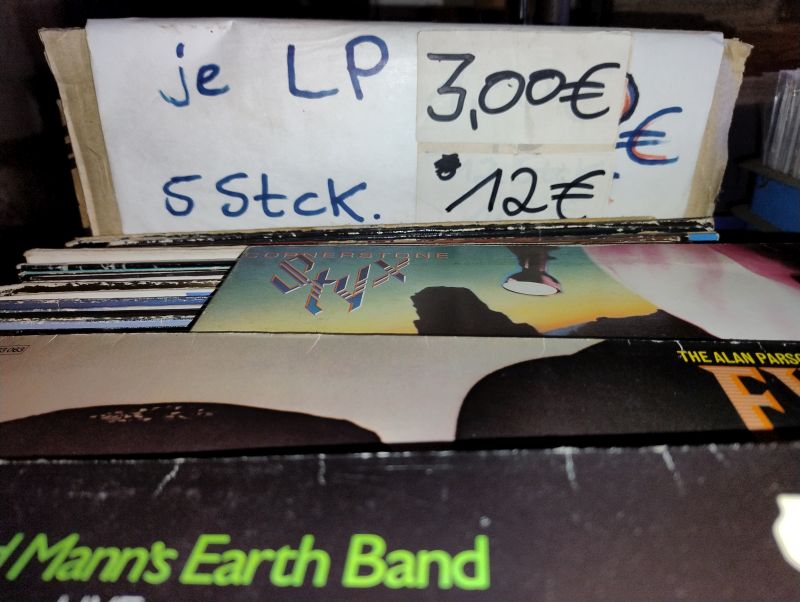 je LP 3,00€
€
5 Stck. 12€
CORNERSTONE
Styx
THE ALAN PARSO
Mann's Earth Band